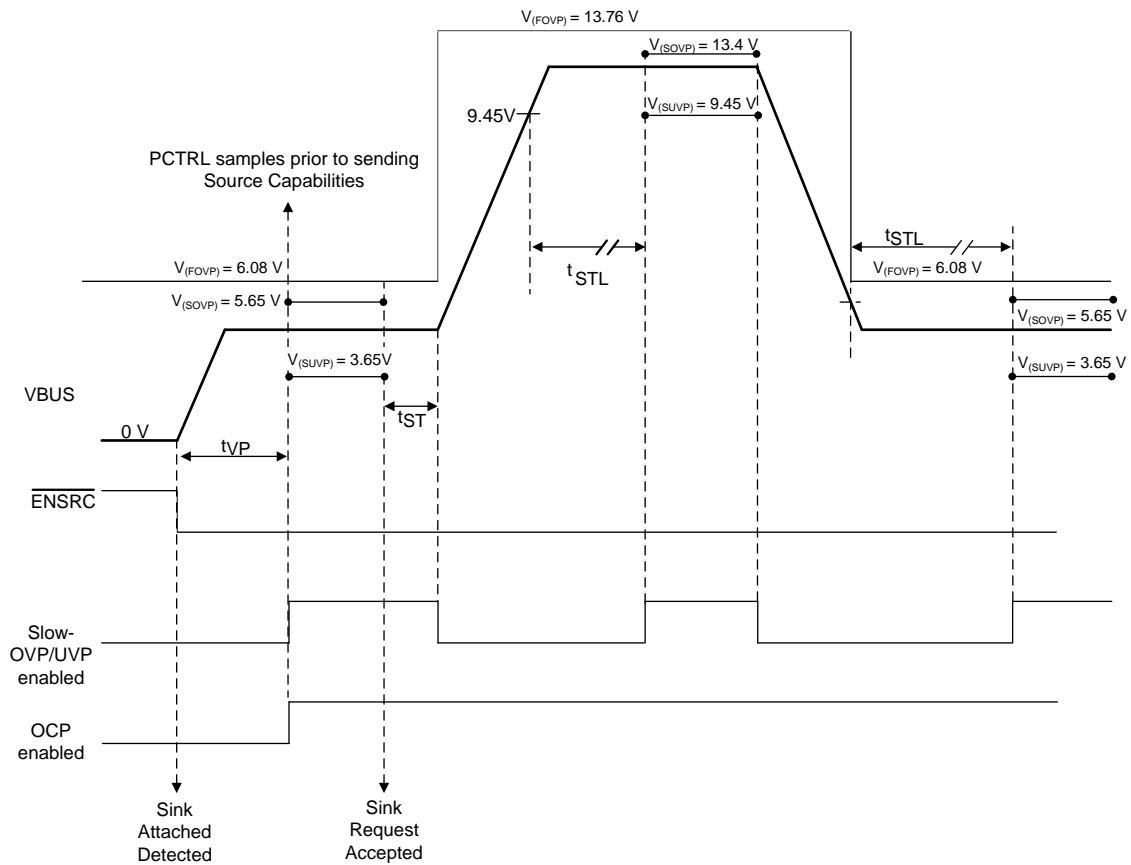 V(FOVP) = 13.76 V
V(SOVP) = 13.4 V
9.45V
V(SUVP) = 9.45 V
PCTRL samples prior to sending
Source Capabilities
tSTL
tSTL
V(FOVP) = 6.08 V
V(FOVP) = 6.08 V
V(SOVP) = 5.65 V
V(SOVP) = 5.65 V
V(SUVP) = 3.65V
V(SUVP) = 3.65 V
VBUS
tST
0 V
tVP
ENSRC
Slow-
OVP/UVP
enabled
OCP
enabled
Sink
Attached
Detected
Sink
Request
Accepted